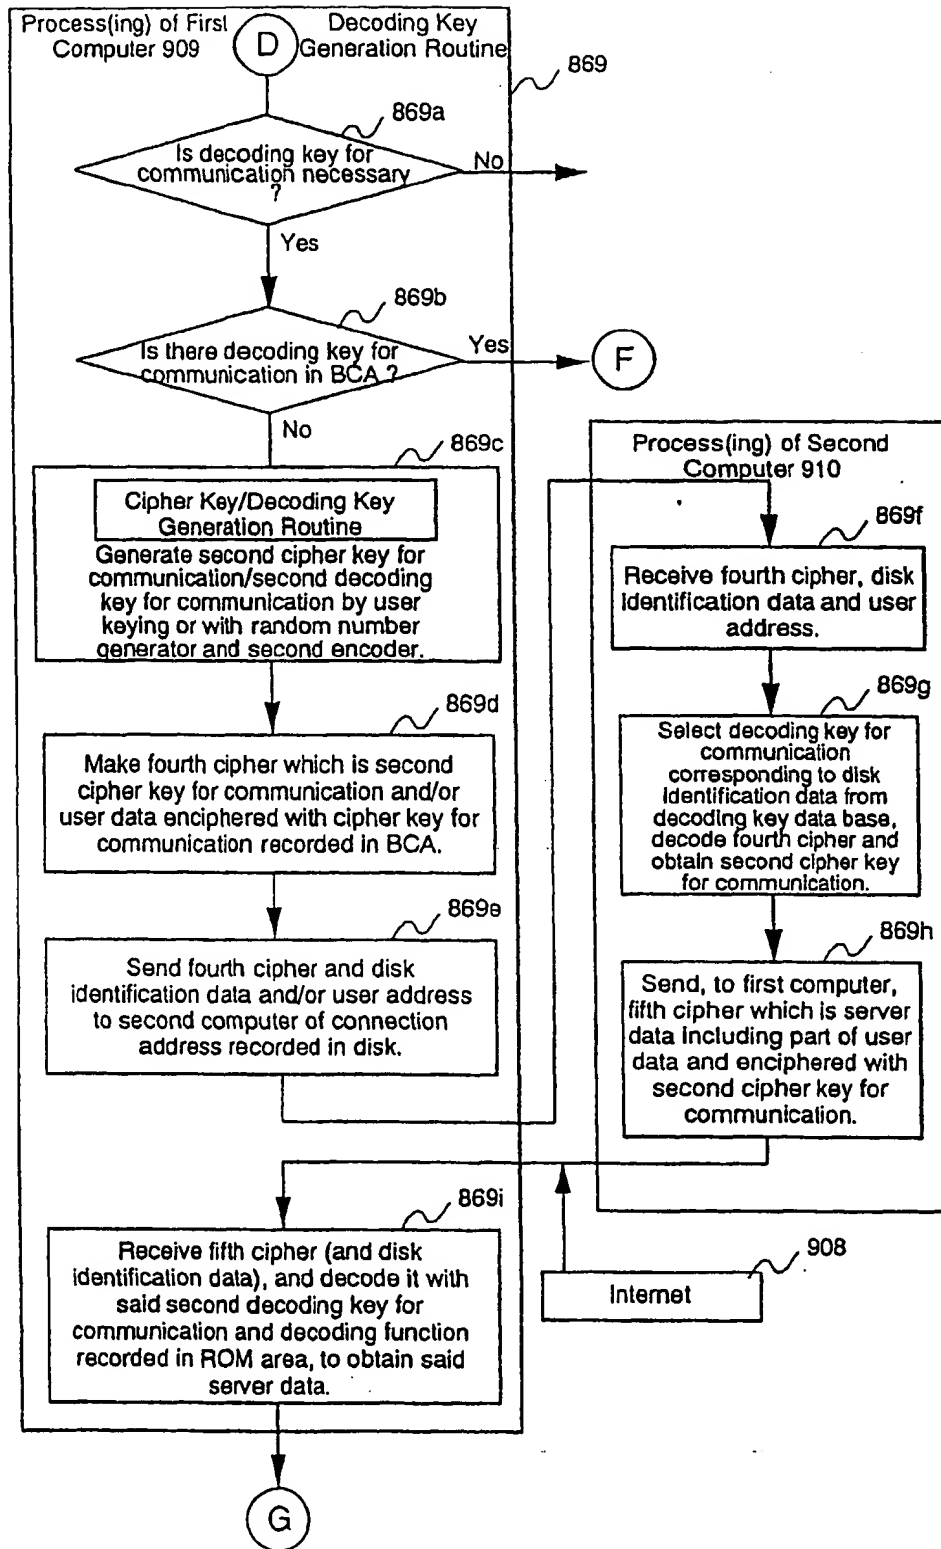 Process(ing) of First
Computer 909
D
Decoding Key
Generation Routine
869
869a
Is decoding key for
communication necessary
?
No
Yes
869b
Is there decoding key for
communication in BCA ?
Yes
F
No
869c
Cipher Key/Decoding Key
Generation Routine
Generate second cipher key for
communication/second decoding
key for communication by user
keying or with random number
generator and second encoder.
869d
Make fourth cipher which is second
cipher key for communication and/or
user data enciphered with cipher key for
communication recorded in BCA.
869e
Send fourth cipher and disk
identification data and/or user address
to second computer of connection
address recorded in disk.
Process(ing) of Second
Computer 910
869f
Receive fourth cipher, disk
identification data and user
address.
869g
Select decoding key for
communication
corresponding to disk
identification data from
decoding key data base,
decode fourth cipher and
obtain second cipher key
for communication.
869h
Send, to first computer,
fifth cipher which is server
data including part of user
data and enciphered with
second cipher key for
communication.
869i
Receive fifth cipher (and disk
identification data), and decode it with
said second decoding key for
communication and decoding function
recorded in ROM area, to obtain said
server data.
908
Internet
G